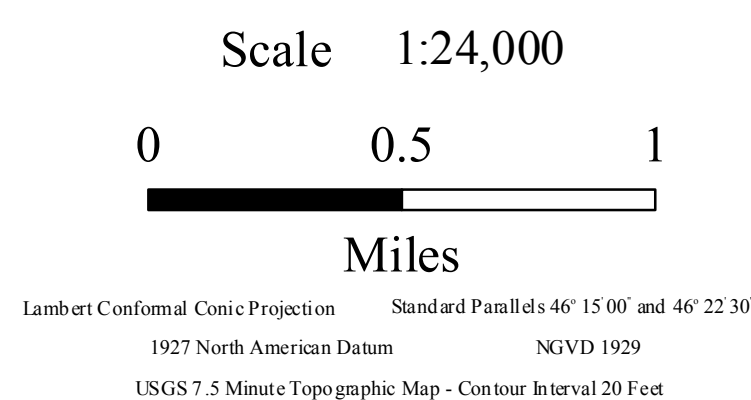 Scale 1:24,000
0 0.5 1
Miles
Lambert Conformal Conic Projection Standard Parallels 46° 15'00" and 46° 22'30"
1927 North American Datum NGVD 1929
USGS 7.5 Minute Topographic Map - Contour Interval 20 Feet